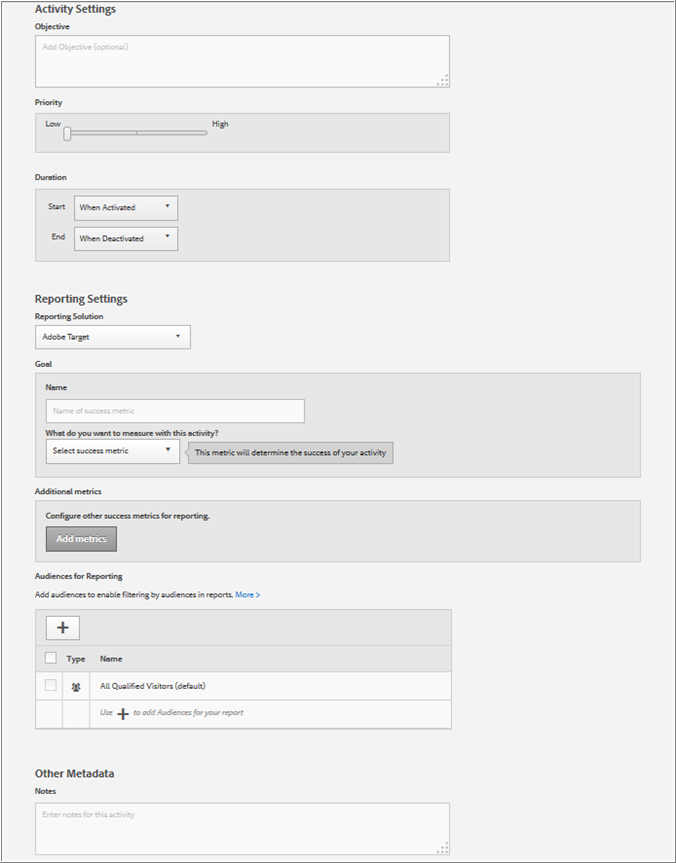 Activity Settings
Objective
Add Objective (optional)
Priority
Low High
Duration
Start When Activated
End When Deactivated
Reporting Settings
Reporting Solution
Adobe Target
Goal
Name
Name of success metric
What do you want to measure with this activity?
Select success metric This metric will determine the success of your activity
Additional metrics
Configure other success metrics for reporting.
Add metrics
Audiences for Reporting
Add audiences to enable filtering by audiences in reports. More >
+
Type Name
All Qualified Visitors (default)
Use + to add Audiences for your report
Other Metadata
Notes
Enter notes for this activity